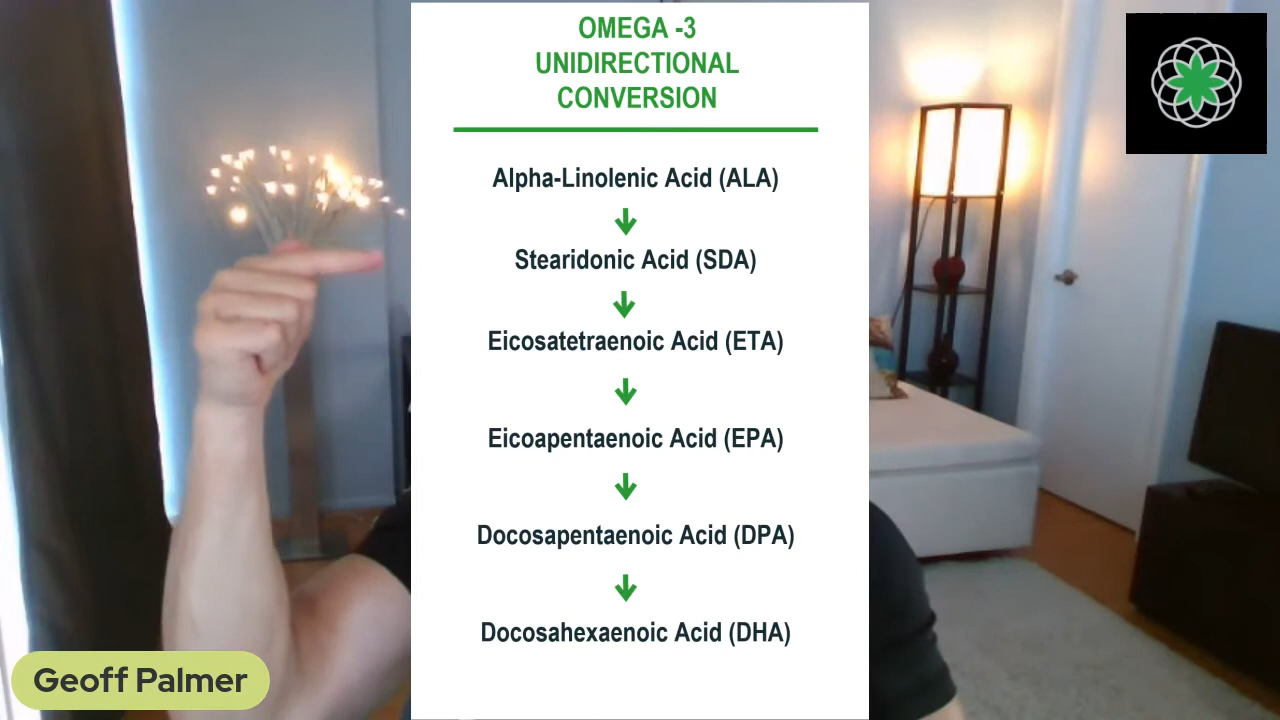 OMEGA -3
UNIDIRECTIONAL
CONVERSION
Alpha-Linolenic Acid (ALA)
Stearidonic Acid (SDA)
Eicosatetraenoic Acid (ETA)
Eicoapentaenoic Acid (EPA)
Docosapentaenoic Acid (DPA)
Docosahexaenoic Acid (DHA)
Geoff Palmer